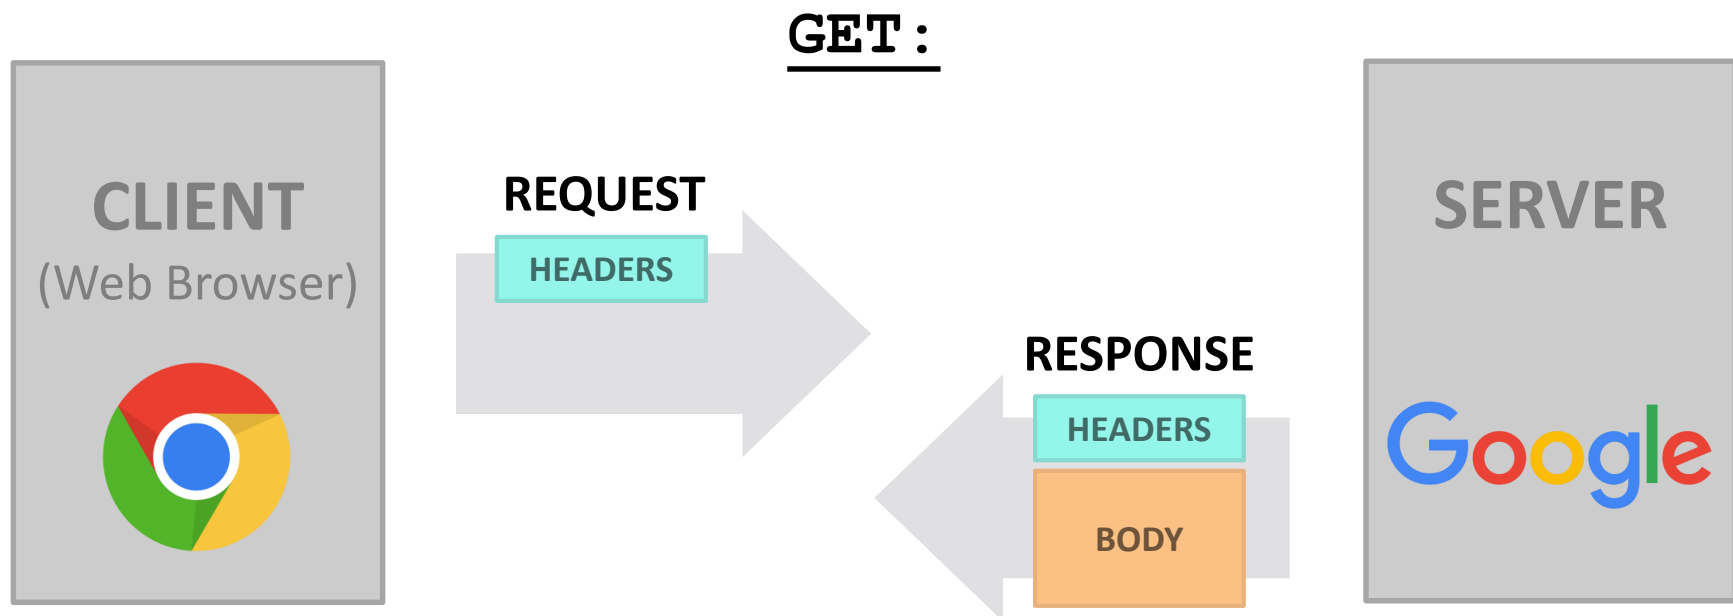 GET:
CLIENT
(Web Browser)
REQUEST
HEADERS
RESPONSE
HEADERS
BODY
SERVER
Google